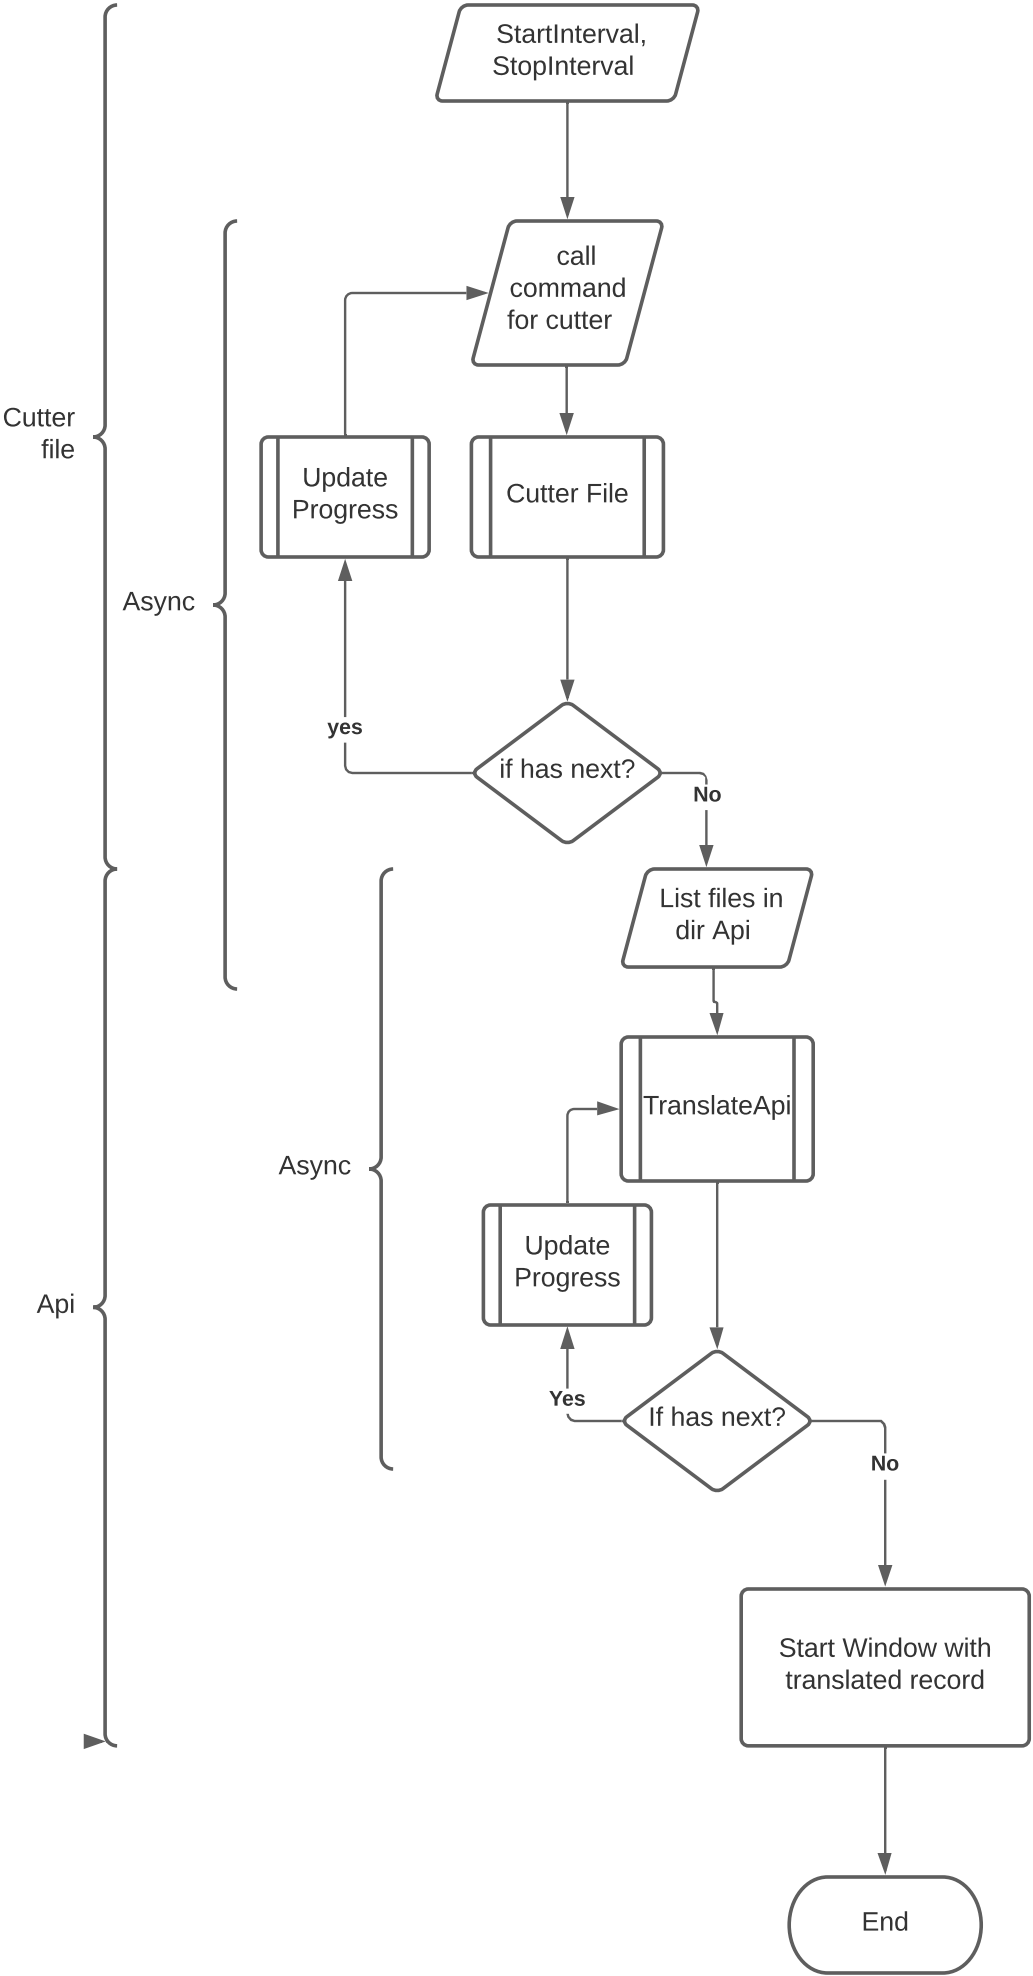 StartInterval,
StopInterval
call
command
for cutter
Cutter
file
Update
Progress
Cutter File
Async
yes
if has next?
No
List files in
dir Api
TranslateApi
Async
Update
Progress
Api
Yes
If has next?
No
Start Window with
translated record
End